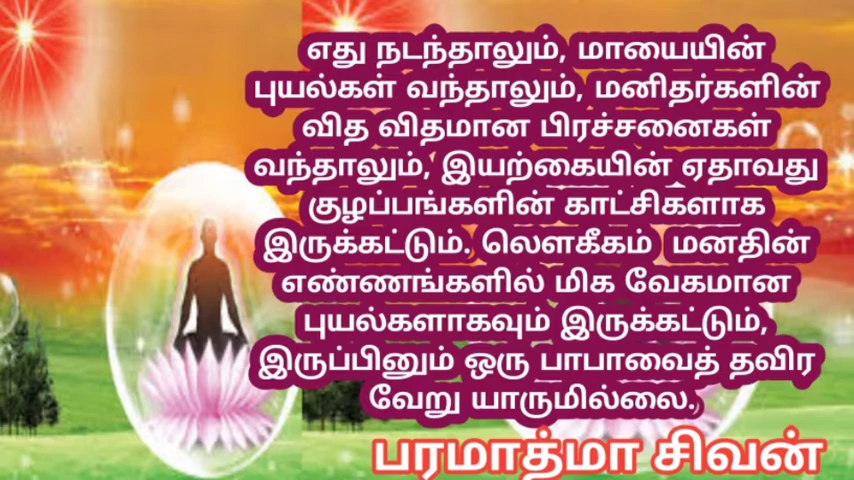 எது நடந்தாலும், மாயையின்
புயல்கள் வந்தாலும், மனிதர்களின்
வித விதமான பிரச்சனைகள்
வந்தாலும், இயற்கையின் ஏதாவது
குழப்பங்களின் காட்சிகளாக
இருக்கட்டும். லௌகீகம் மனதின்
எண்ணங்களில் மிக வேகமான
புயல்களாகவும் இருக்கட்டும்,
இருப்பினும் ஒரு பாபாவைத் தவிர
வேறு யாருமில்லை.
பரமாத்மா சிவன்